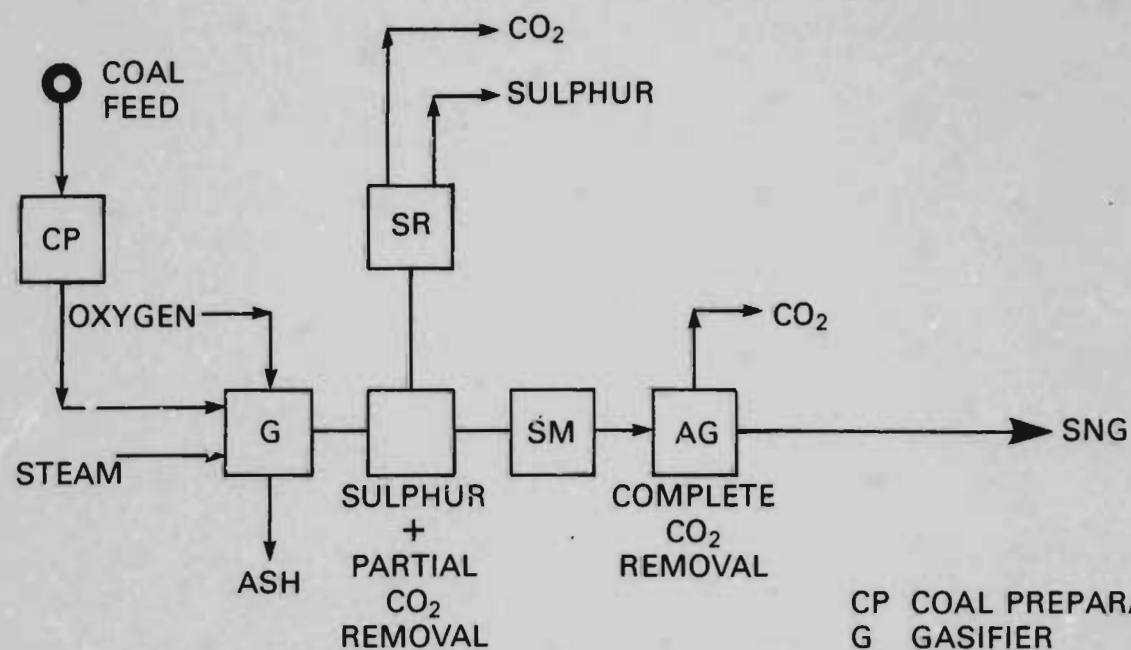 CO₂
COAL
FEED
SULPHUR
CP
SR
OXYGEN
CO₂
G
SM
AG
SNG
STEAM
SULPHUR
+
PARTIAL
CO₂
REMOVAL
COMPLETE
CO₂
REMOVAL
ASH
CP COAL PREPARA
G GASIFIER